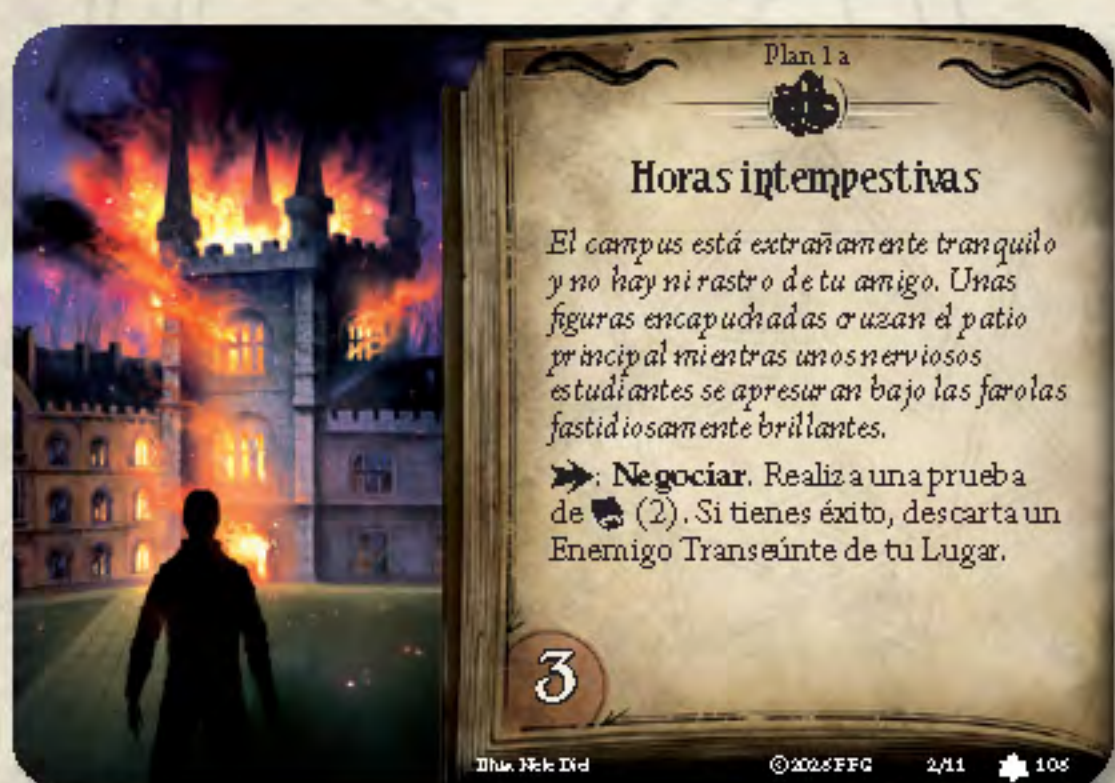 Plan 1a
Horas intempestivas
El campus está extrañamente tranquilo
y no hay ni rastro de tu amigo. Unas
figuras encapuchadas cruzan el patio
principal mientras unos nerviosos
estudiantes se apresuran bajo las farolas
fastidiosamente brillantes.
: Negociar. Realiza una prueba
de (2). Si tienes éxito, descarta un
Enemigo Transeúnte de tu Lugar.
3
©2026 FFG 2/11 106